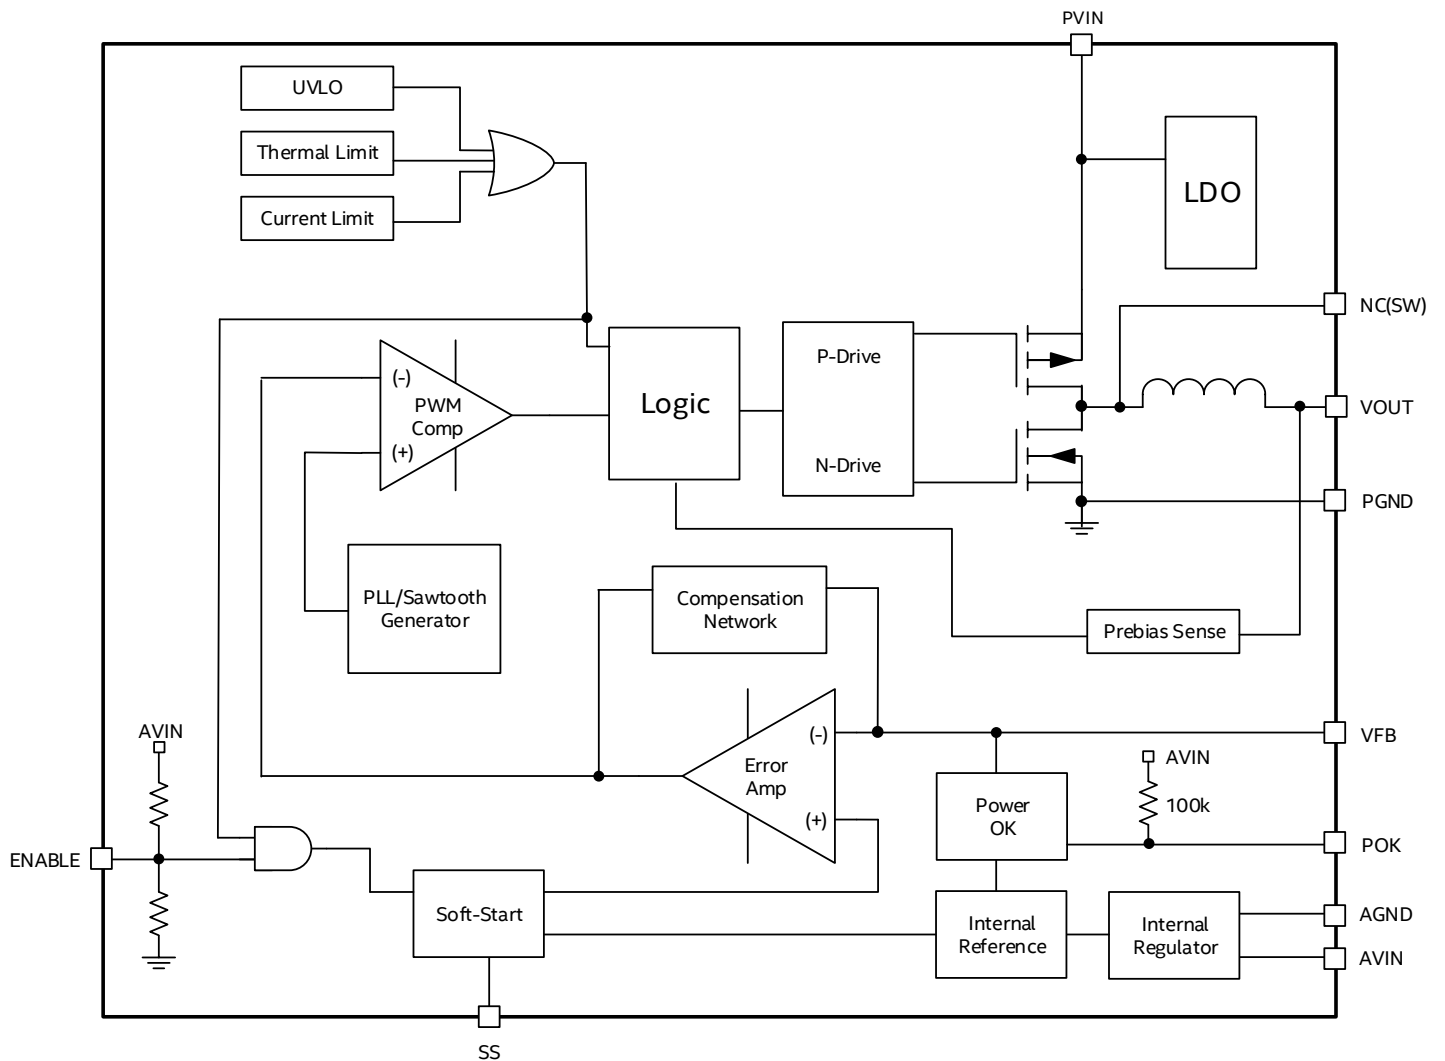 PVIN
UVLO
Thermal Limit
Current Limit
LDO
NC(SW)
P-Drive
(-)
PWM
Comp
(+)
Logic
N-Drive
VOUT
PGND
PLL/Sawtooth
Generator
Compensation
Network
Prebias Sense
AVIN
(-)
Error
Amp
(+)
VFB
AVIN
100k
Power
OK
POK
ENABLE
Soft-Start
Internal
Reference
Internal
Regulator
AGND
AVIN
SS